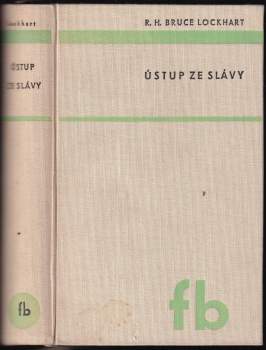 Lockhart
ÚSTUP
ZE SLÁVY
fb
R. H. BRUCE LOCKHART
ÚSTUP ZE SLÁVY
fb